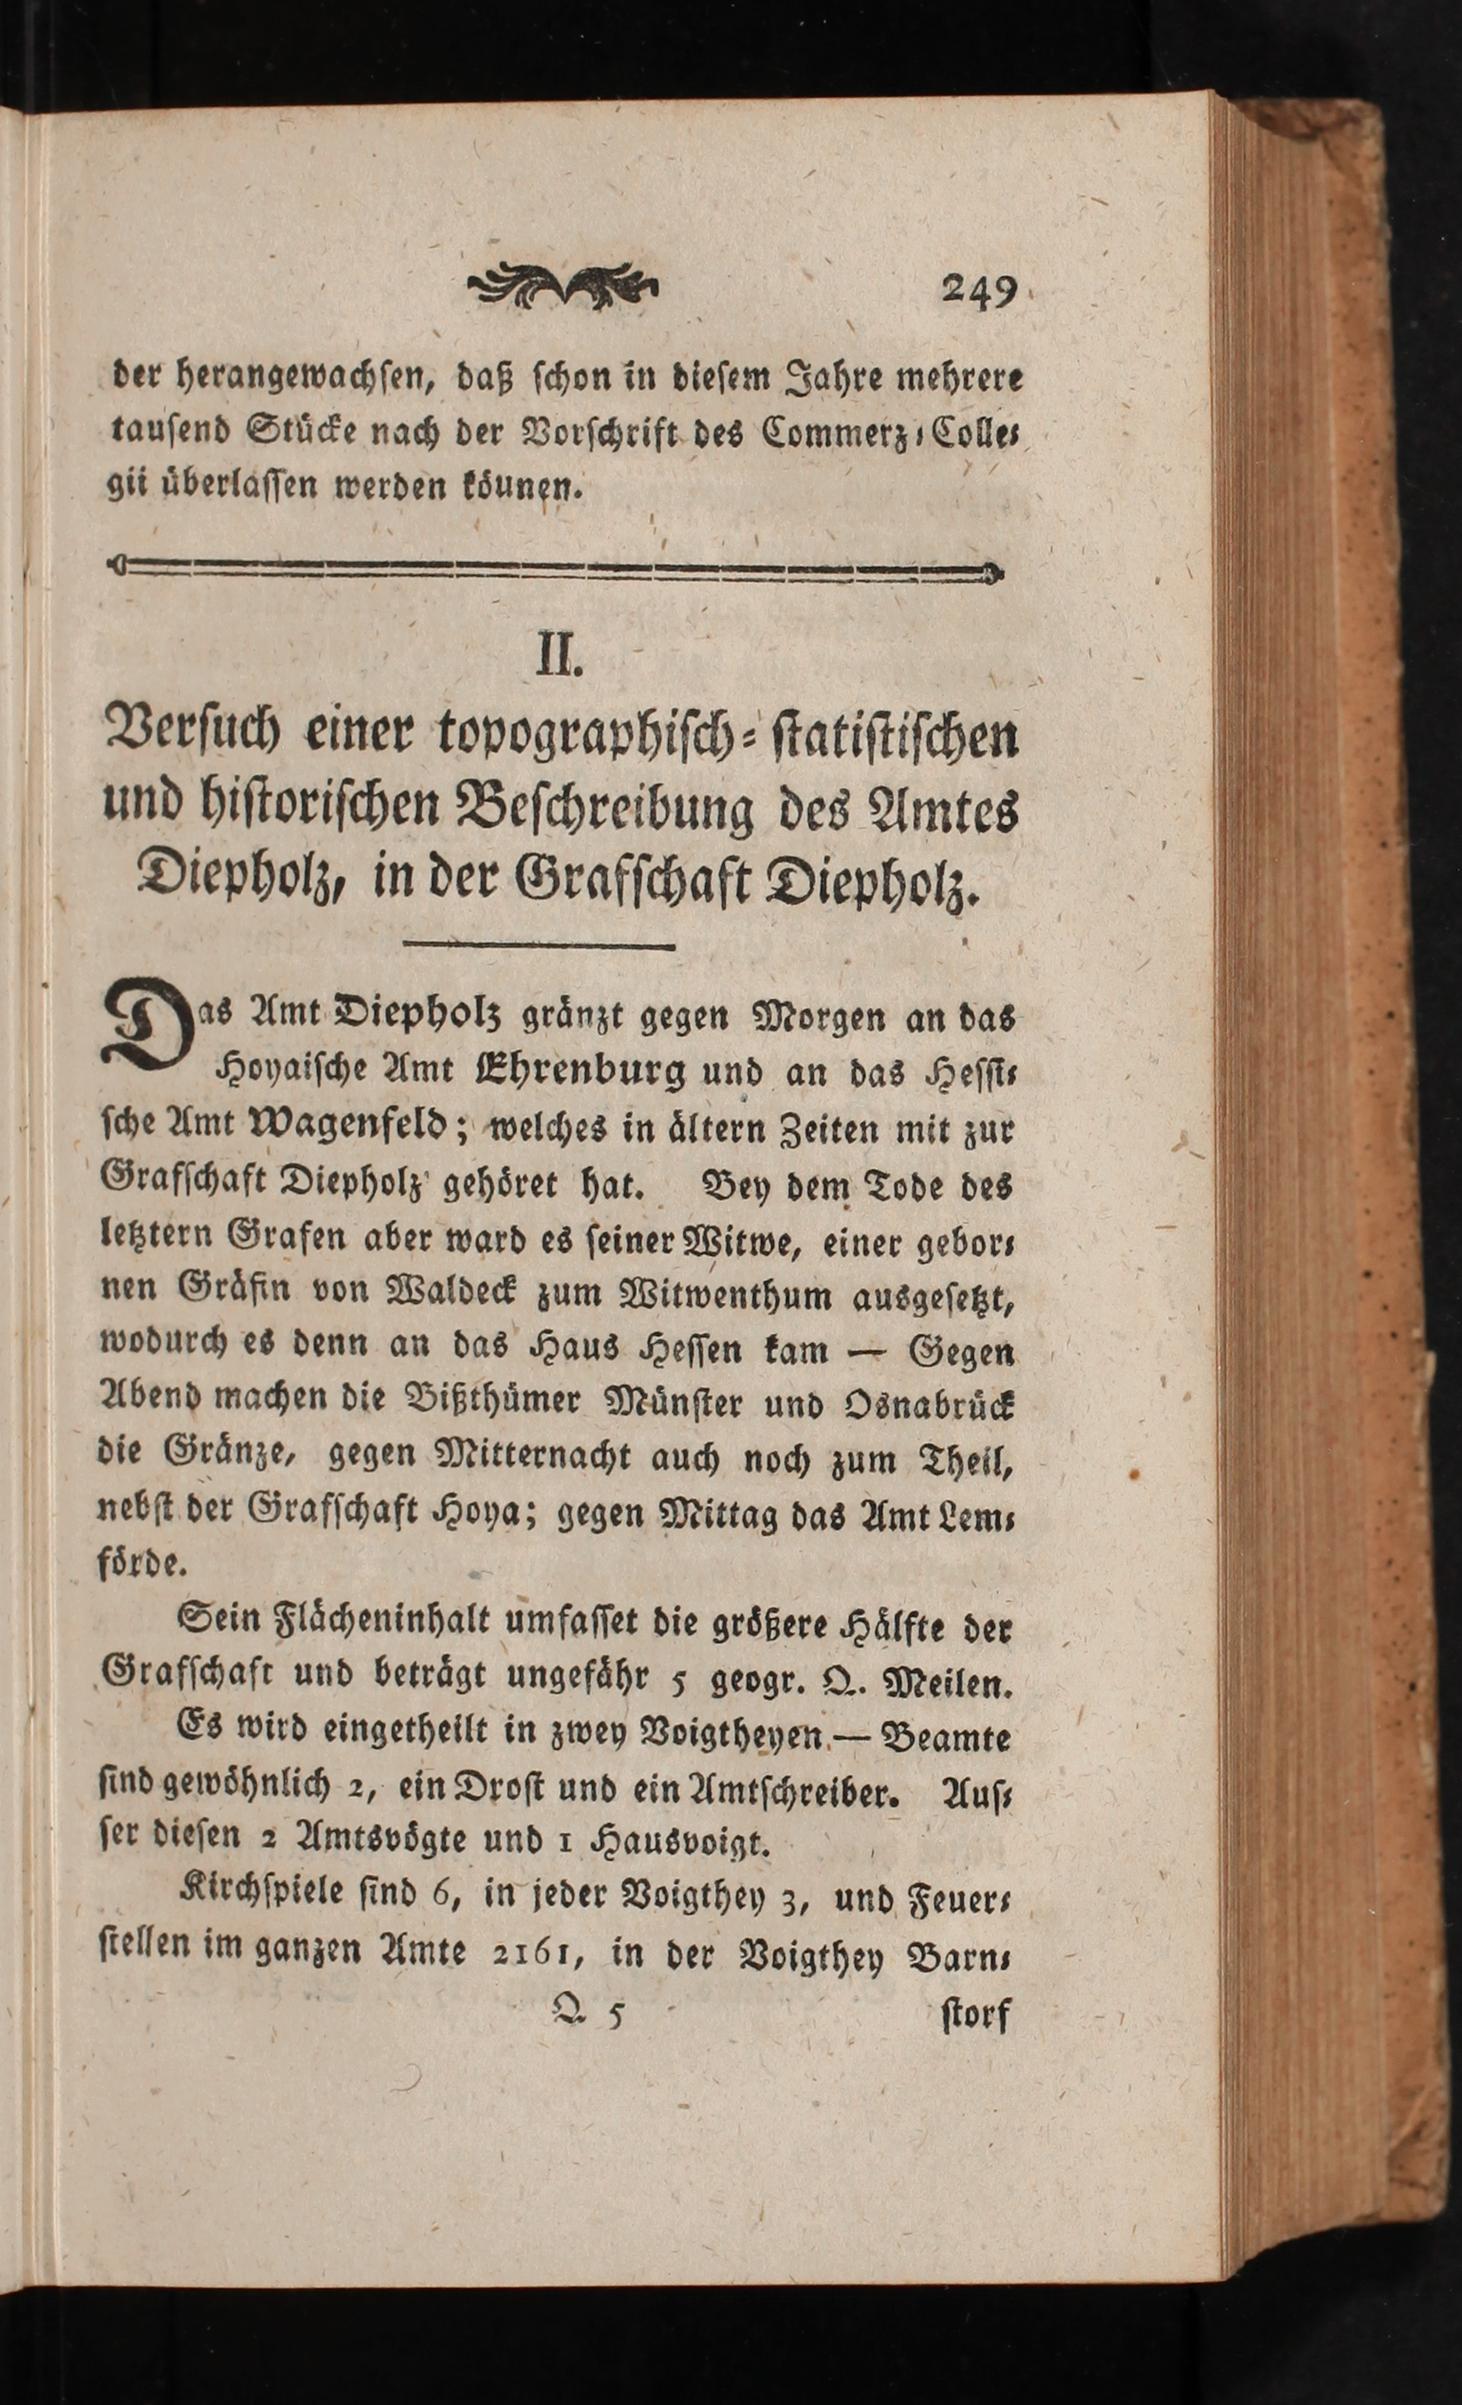 249
der herangewachſen, daß ſchon in dieſem Jahre mehrere
tauſend Stücke nach der Vorſchrift des Commerz⸗Colle⸗
gii überlaſſen werden köunen.
II.
Verſuch einer topographiſch⸗ſtatiſtiſchen
und hiſtoriſchen Beſchreibung des Amtes
Diepholz, in der Grafſchaft Diepholz.
Das Amt Diepholz gränzt gegen Morgen an das
Hoyaiſche Amt Ehrenburg und an das Heſſi⸗
ſche Amt Wagenfeld; welches in ältern Zeiten mit zur
Grafſchaft Diepholz gehöret hat. Bey dem Tode des
letztern Grafen aber ward es ſeiner Witwe, einer gebor⸗
nen Gräfin von Waldeck zum Witwenthum ausgeſetzt,
wodurch es denn an das Haus Heſſen kam — Gegen
Abend machen die Bißthümer Münſter und Osnabrück
die Gränze, gegen Mitternacht auch noch zum Theil,
nebſt der Grafſchaft Hoya; gegen Mittag das Amt Lem⸗
förde.
Sein Flächeninhalt umfaſſet die größere Hälfte der
Grafſchaft und beträgt ungefähr 5 geogr. Q. Meilen.
Es wird eingetheilt in zwey Voigtheyen — Beamte
ſind gewöhnlich 2, ein Droſt und ein Amtſchreiber. Auſ⸗
ſer dieſen 2 Amtsvögte und 1 Hausvoigt.
Kirchſpiele ſind 6, in jeder Voigthey 3, und Feuer⸗
ſtellen im ganzen Amte 2161, in der Voigthey Barn⸗
Q 5 ſtorf